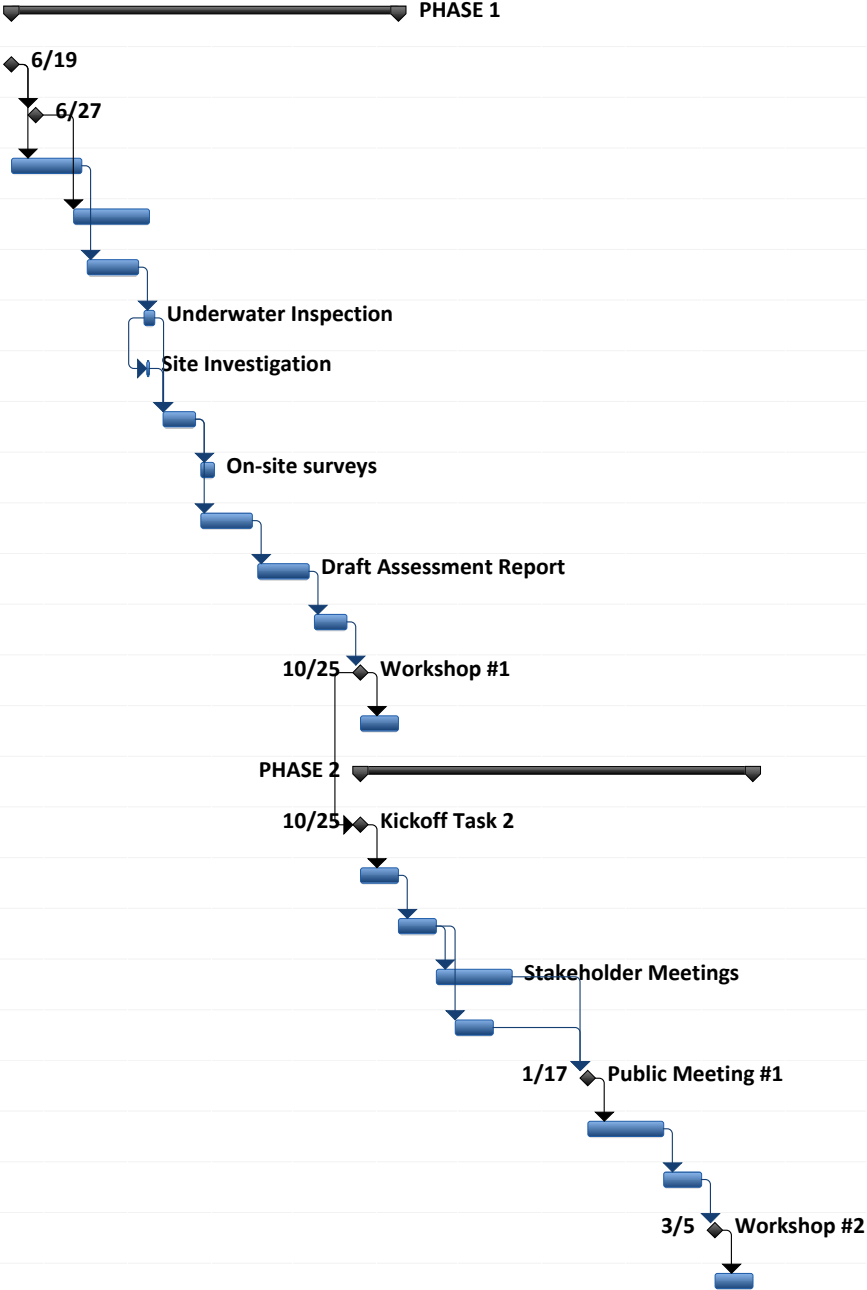 PHASE 1
6/19
6/27
Underwater Inspection
Site Investigation
On-site surveys
Draft Assessment Report
10/25 Workshop #1
PHASE 2
10/25 Kickoff Task 2
Stakeholder Meetings
1/17 Public Meeting #1
3/5 Workshop #2